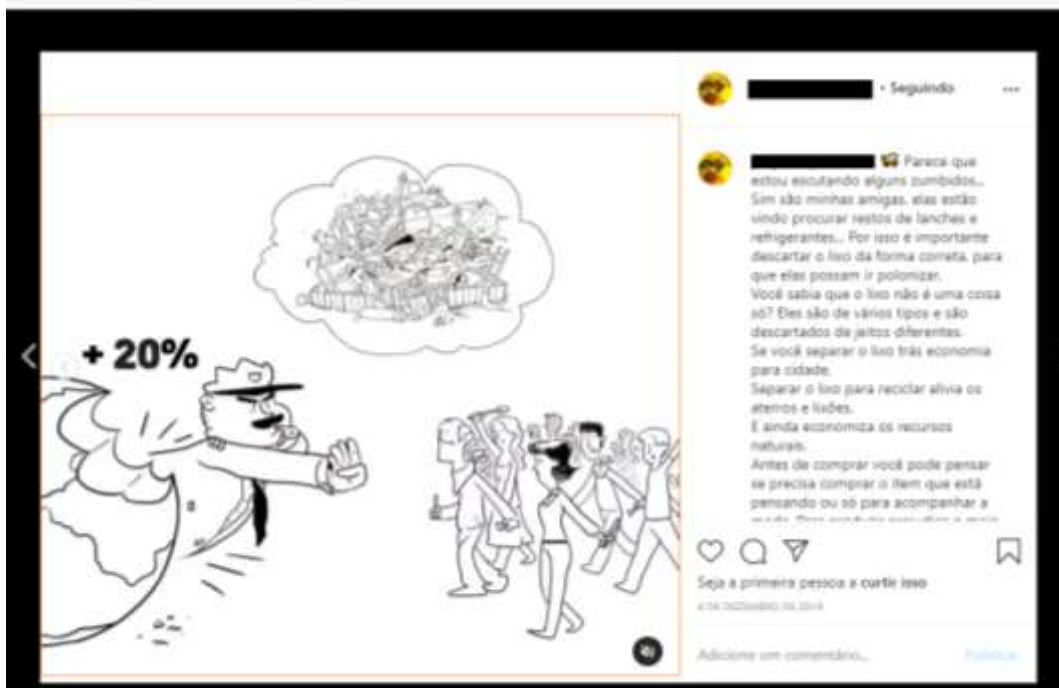 • Seguindo
Parece que
estou escutando alguns zumbidos...
Sim são minhas amigas, elas estão
vindo procurar restos de lanches e
refrigerantes... Por isso é importante
descartar o lixo da forma correta, para
que elas possam ir polonizar.
Você sabia que o lixo não é uma coisa
só? Eles são de vários tipos e são
descartados de jeitos diferentes.
Se você separar o lixo trás economia
para cidade.
Separar o lixo para reciclar alivia os
aterros e lixões.
E ainda economiza os recursos
naturais.
Antes de comprar você pode pensar
se precisa comprar o item que está
pensando ou só para acompanhar a
+ 20%
Seja a primeira pessoa a curtir isso
4 DE DEZEMBRO DE
Adicione um comentário...
Publicar